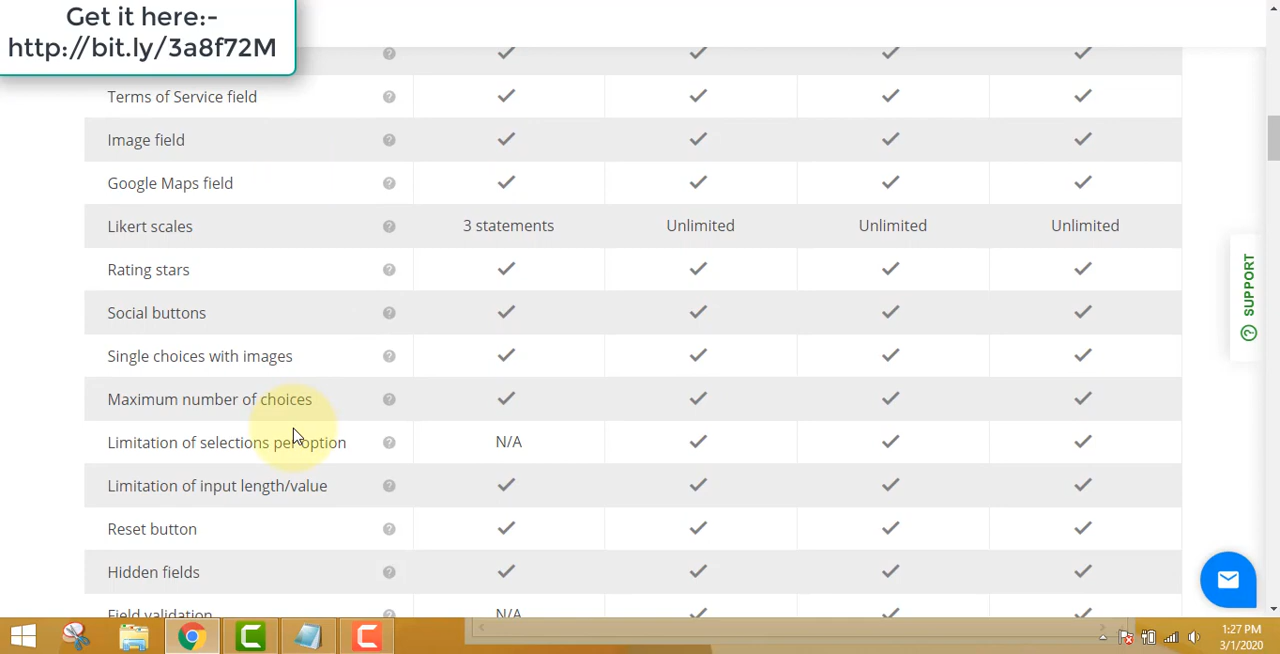 Get it here:-
http://bit.ly/3a8f72M
Terms of Service field
Image field
Google Maps field
Likert scales 3 statements Unlimited Unlimited Unlimited
Rating stars
Social buttons
Single choices with images
Maximum number of choices
Limitation of selections per option N/A
Limitation of input length/value
Reset button
Hidden fields
Field validation N/A
SUPPORT
1:27 PM
3/1/2020